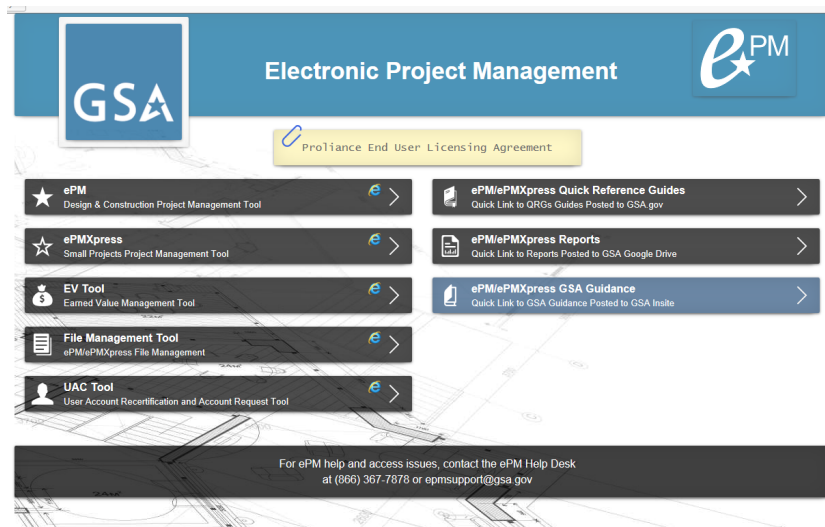 GSA
Electronic Project Management
ePM
Proliance End User Licensing Agreement
ePM
Design & Construction Project Management Tool
ePMXpress
Small Projects Project Management Tool
EV Tool
Earned Value Management Tool
File Management Tool
ePM/ePMXpress File Management
UAC Tool
User Account Recertification and Account Request Tool
ePM/ePMXpress Quick Reference Guides
Quick Link to QRGs Guides Posted to GSA.gov
ePM/ePMXpress Reports
Quick Link to Reports Posted to GSA Google Drive
ePM/ePMXpress GSA Guidance
Quick Link to GSA Guidance Posted to GSA Insite
For ePM help and access issues, contact the ePM Help Desk
at (866) 367-7878 or epmsupport@gsa.gov